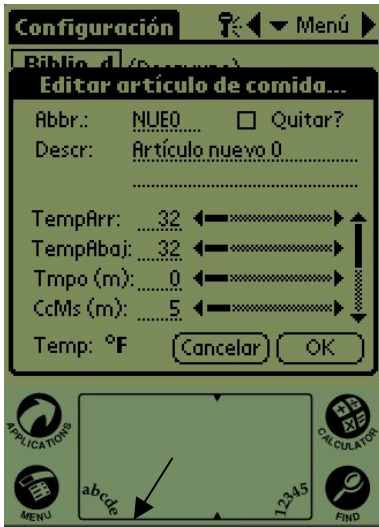 Configuración Menú
Biblio_d
Editar artículo de comida...
Abbr.: NUE0 Quitar?
Descr: Artículo nuevo 0
TempArr: 32
TempAbaj: 32
Tmpo (m): 0
CcMs (m): 5
Temp: °F Cancelar OK
APPLICATIONS CALCULATOR
abcde 12345
MENU FIND